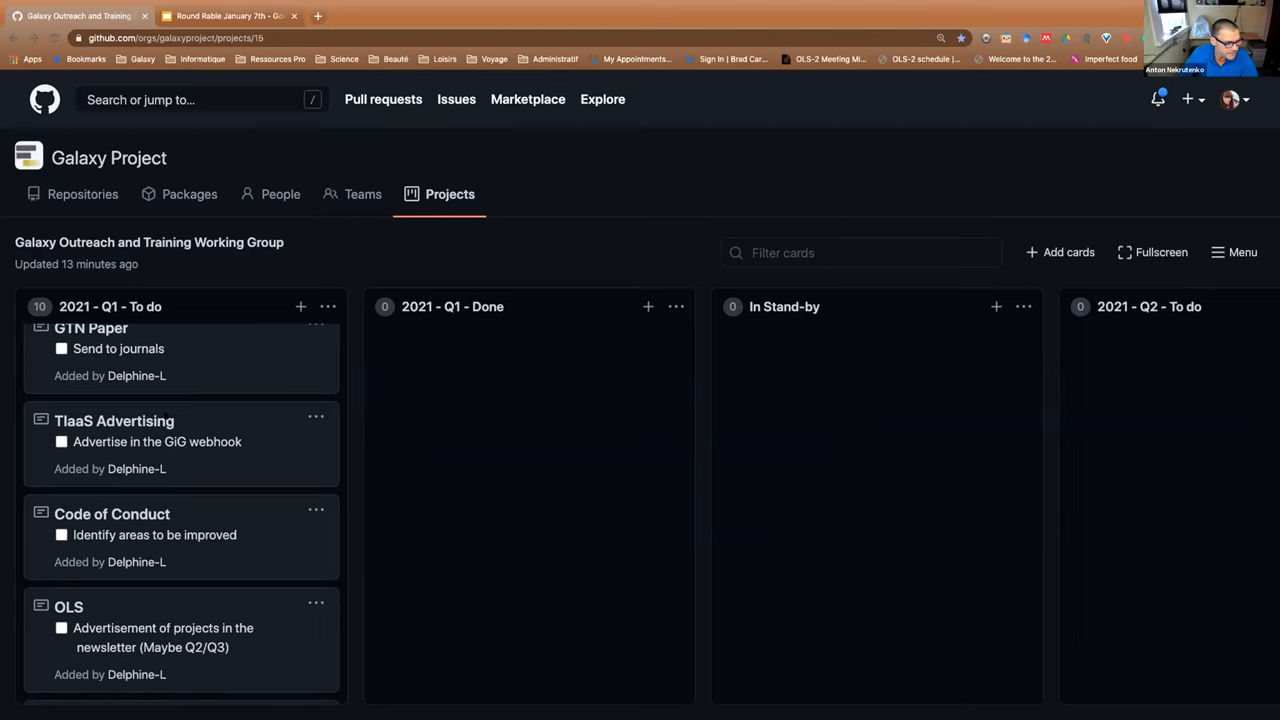 Galaxy Outreach and Training
Round Rable January 7th - Go
github.com/orgs/galaxyproject/projects/15
Apps
Bookmarks
Galaxy
Informatique
Ressources Pro
Science
Beauté
Loisirs
Voyage
Administratif
My Appointments...
Sign In | Brad Car...
OLS-2 Meeting Mi...
OLS-2 schedule |...
Welcome to the 2...
Imperfect food
Anton Nekrutenko
Search or jump to...
/
Pull requests
Issues
Marketplace
Explore
Galaxy Project
Repositories
Packages
People
Teams
Projects
Galaxy Outreach and Training Working Group
Updated 13 minutes ago
Filter cards
Add cards
Fullscreen
Menu
10 2021 - Q1 - To do
GTN Paper
Send to journals
Added by Delphine-L
TIaaS Advertising
Advertise in the GiG webhook
Added by Delphine-L
Code of Conduct
Identify areas to be improved
Added by Delphine-L
OLS
Advertisement of projects in the
newsletter (Maybe Q2/Q3)
Added by Delphine-L
0 2021 - Q1 - Done
0 In Stand-by
0 2021 - Q2 - To do